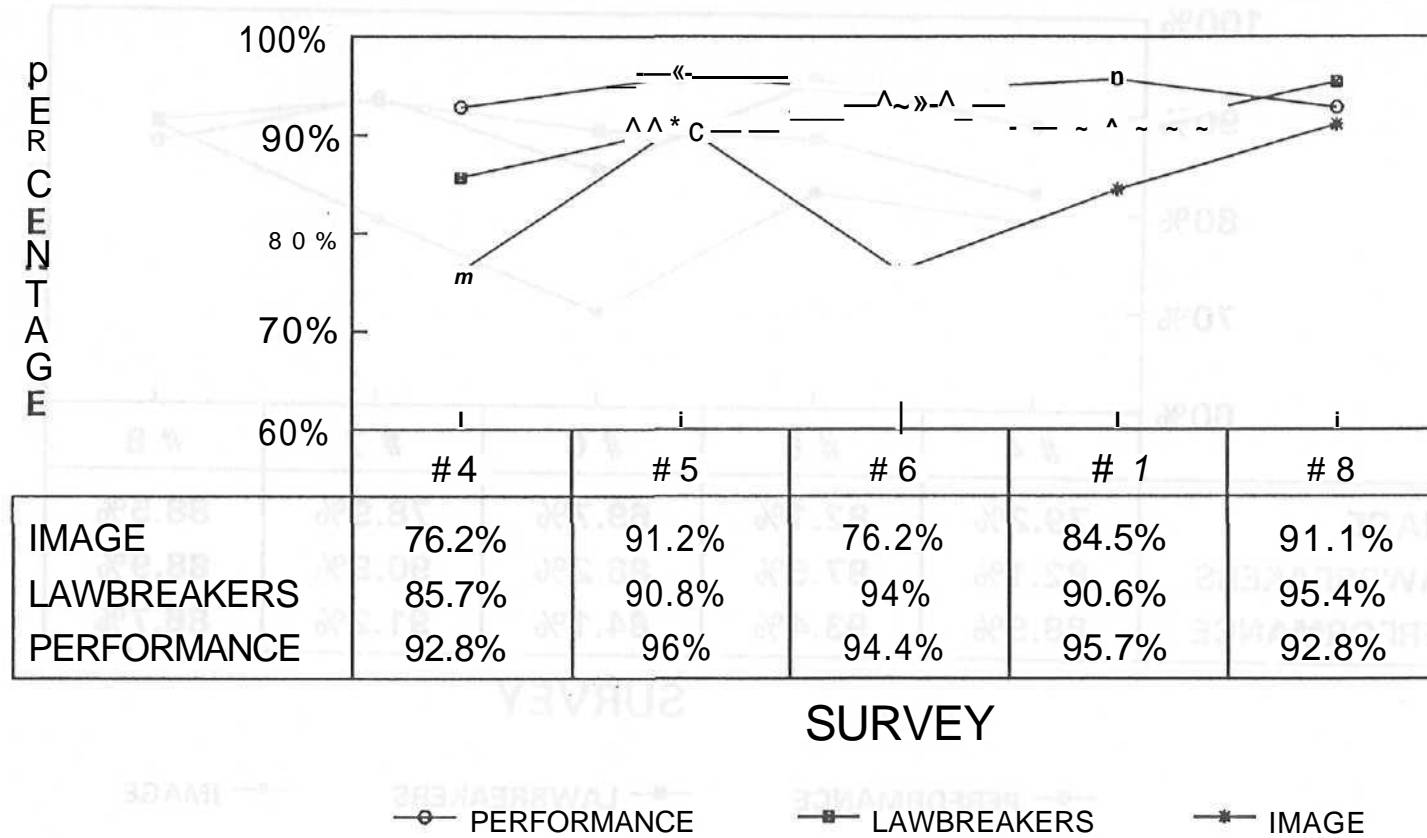 PERCENTAGE
100%
90%
80%
70%
60%
#4 #5 #6 # 1 #8
IMAGE 76.2% 91.2% 76.2% 84.5% 91.1%
LAWBREAKERS 85.7% 90.8% 94% 90.6% 95.4%
PERFORMANCE 92.8% 96% 94.4% 95.7% 92.8%
SURVEY
PERFORMANCE LAWBREAKERS IMAGE